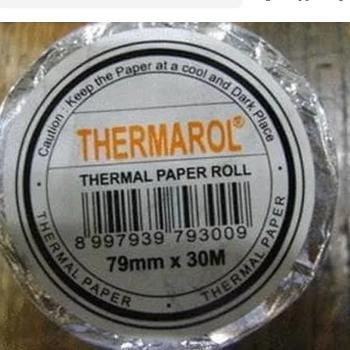 Caution : Keep the Paper at a cool and Dark Place
THERMAROL®
THERMAL PAPER ROLL
8 997939 793009
79mm x 30M
THERMAL PAPER • THERMAL PAPER